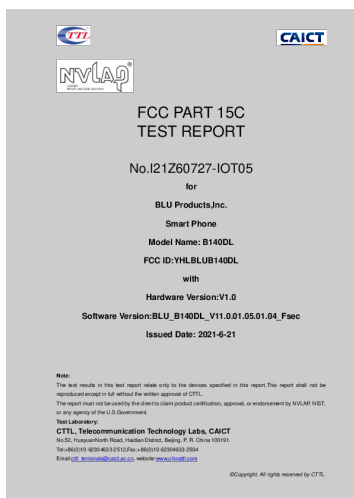 CTTL
CAICT
NVLAP
FCC PART 15C
TEST REPORT
No.I21Z60727-IOT05
for
BLU Products,Inc.
Smart Phone
Model Name: B140DL
FCC ID:YHLBLUB140DL
with
Hardware Version:V1.0
Software Version:BLU_B140DL_V11.0.01.05.01.04_Fsec
Issued Date: 2021-6-21
Note:
The test results in this test report relate only to the devices specified in this report.This report shall not be
reproduced except in full without the written approval of CTTL.
The report must not be used by the client to claim product certification, approval, or endorsement by NVLAP, NIST,
or any agency of the U.S.Government.
Test Laboratory:
CTTL, Telecommunication Technology Labs, CAICT
No.52, HuayuanNorth Road, Haidian District, Beijing, P. R. China 100191.
Tel:+86(0)10-62304633-2512,Fax:+86(0)10-62304633-2504
Email:cttl_terminals@caict.ac.cn, website:www.chinattl.com
©Copyright. All rights reserved by CTTL.